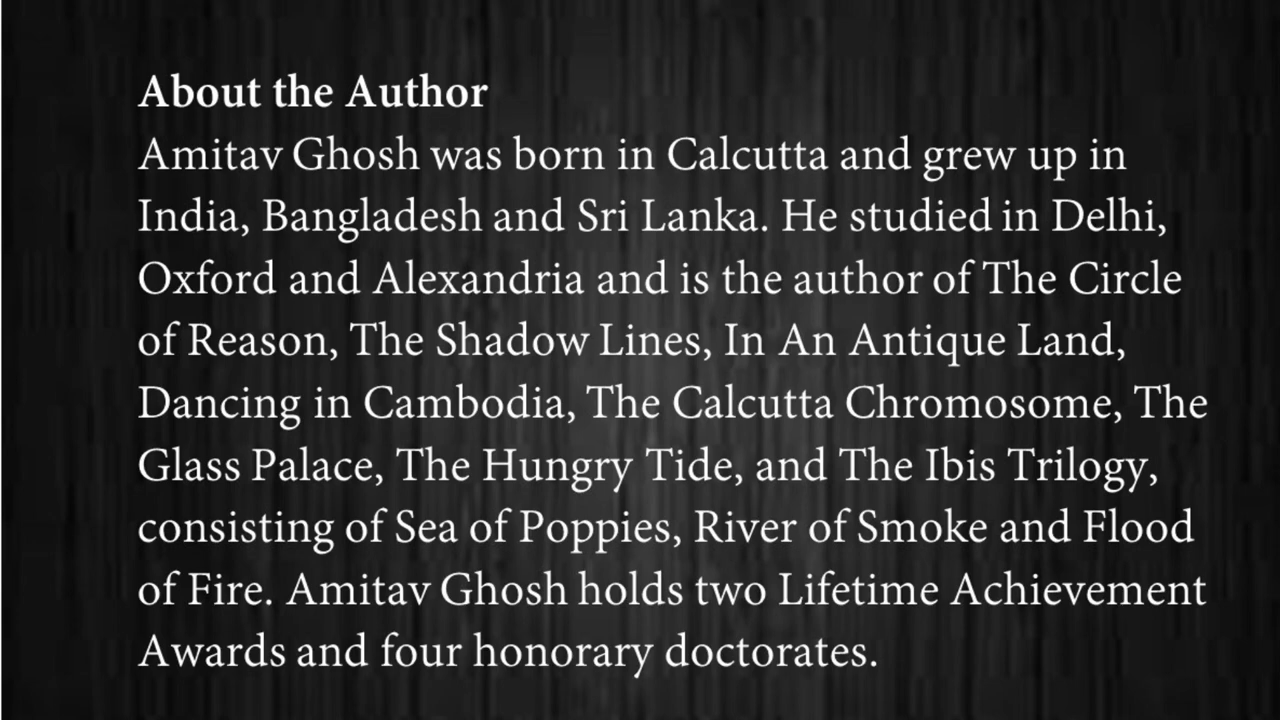 About the Author
Amitav Ghosh was born in Calcutta and grew up in
India, Bangladesh and Sri Lanka. He studied in Delhi,
Oxford and Alexandria and is the author of The Circle
of Reason, The Shadow Lines, In An Antique Land,
Dancing in Cambodia, The Calcutta Chromosome, The
Glass Palace, The Hungry Tide, and The Ibis Trilogy,
consisting of Sea of Poppies, River of Smoke and Flood
of Fire. Amitav Ghosh holds two Lifetime Achievement
Awards and four honorary doctorates.